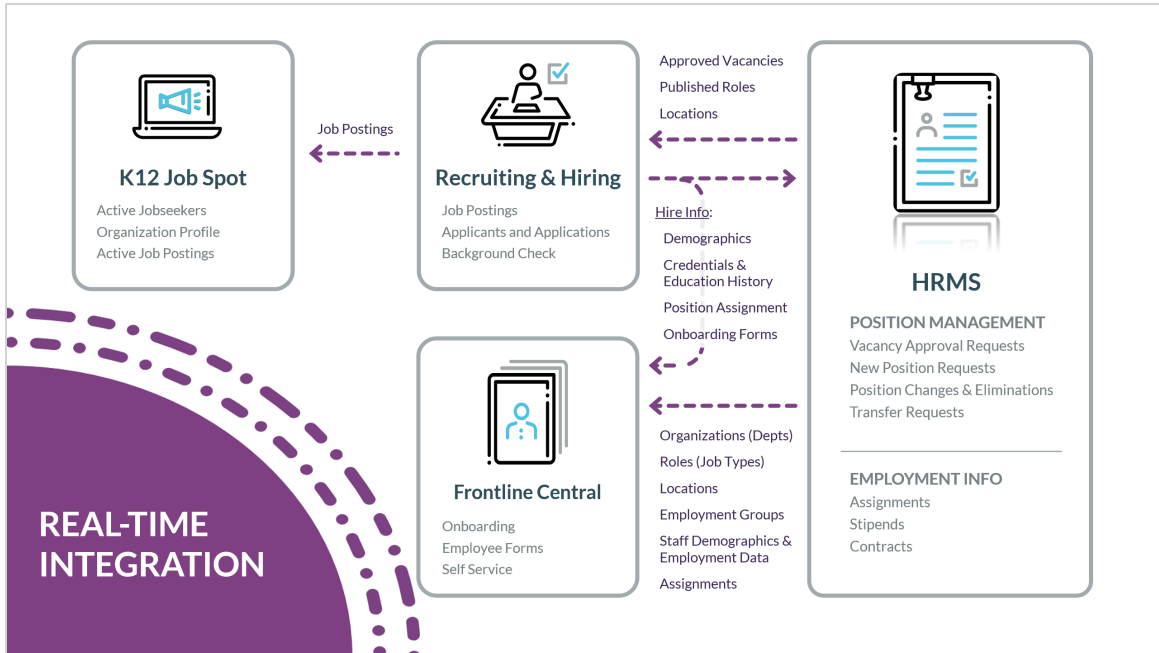 Job Postings
K12 Job Spot
Active Jobseekers
Organization Profile
Active Job Postings
Recruiting & Hiring
Job Postings
Applicants and Applications
Background Check
Approved Vacancies
Published Roles
Locations
Hire Info:
Demographics
Credentials &
Education History
Position Assignment
Onboarding Forms
Frontline Central
Onboarding
Employee Forms
Self Service
Organizations (Depts)
Roles (Job Types)
Locations
Employment Groups
Staff Demographics &
Employment Data
Assignments
HRMS
POSITION MANAGEMENT
Vacancy Approval Requests
New Position Requests
Position Changes & Eliminations
Transfer Requests
EMPLOYMENT INFO
Assignments
Stipends
Contracts
REAL-TIME
INTEGRATION